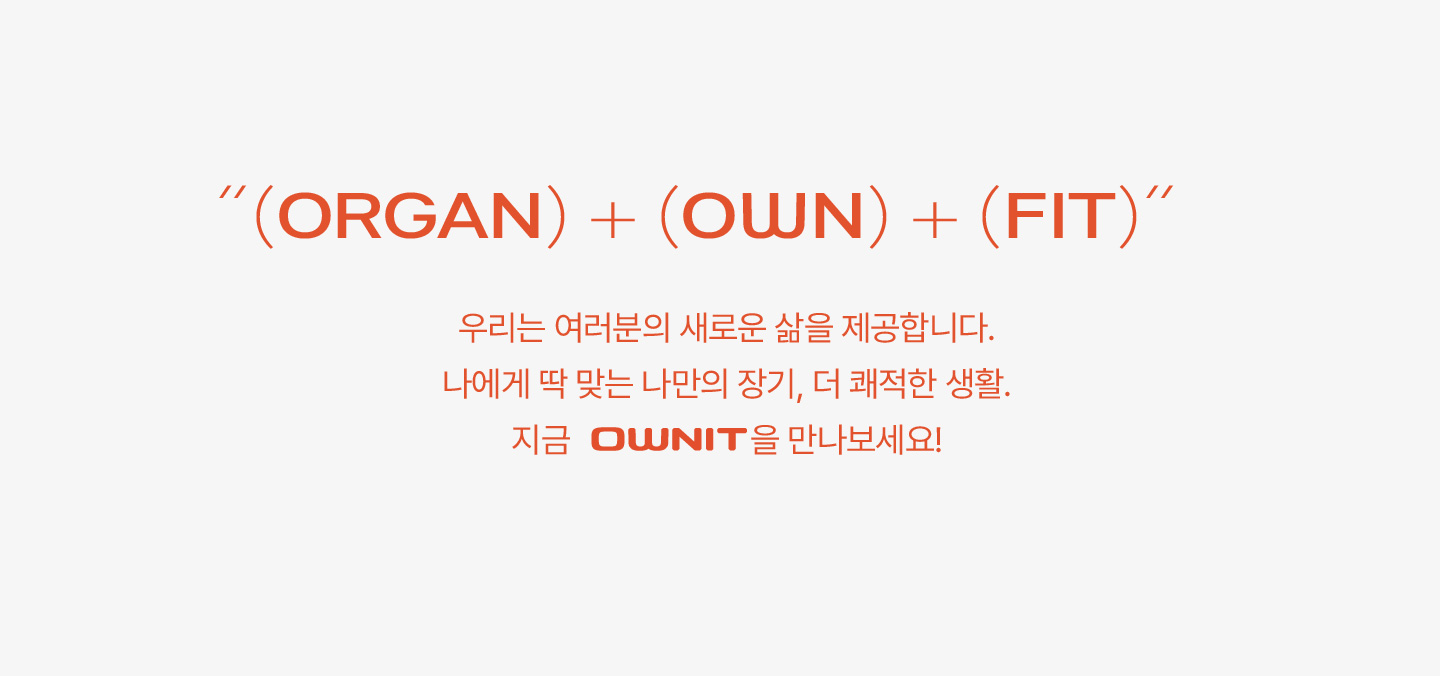 "(ORGAN) + (OWN) + (FIT)"
우리는 여러분의 새로운 삶을 제공합니다.
나에게 딱 맞는 나만의 장기, 더 쾌적한 생활.
지금 OWNIT을 만나보세요!